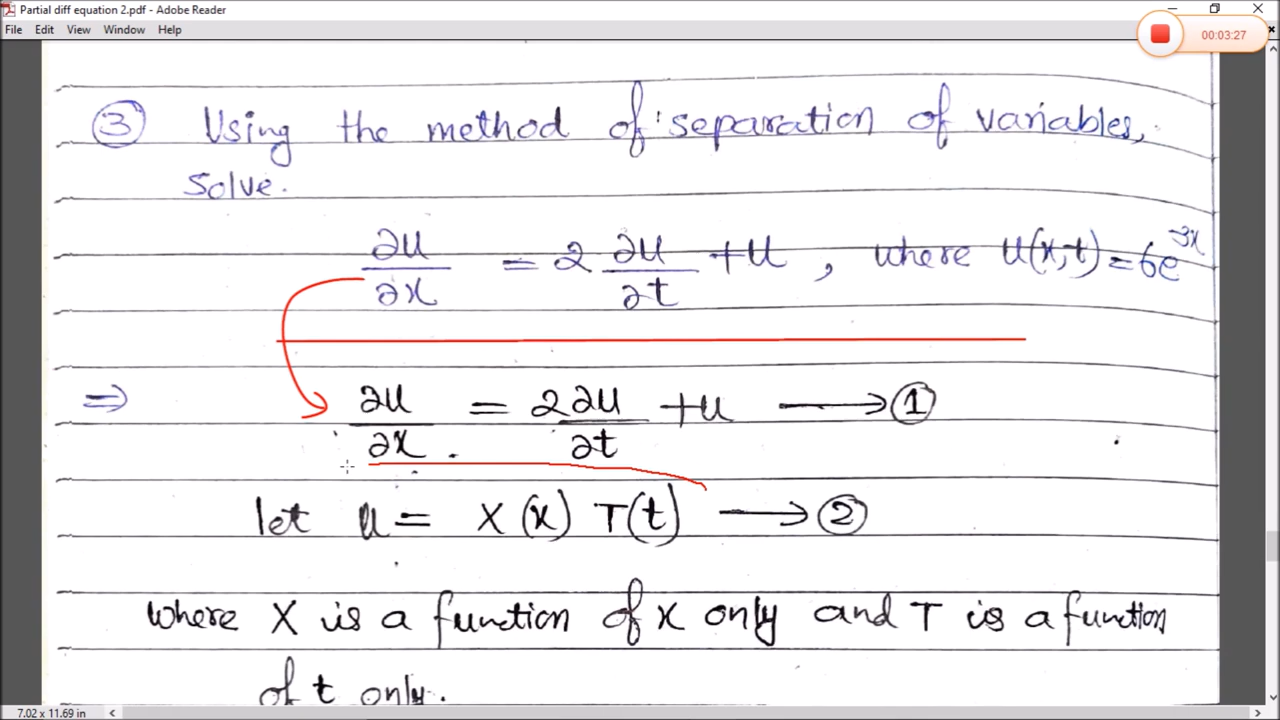 Partial diff equation 2.pdf - Adobe Reader
File Edit View Window Help
00:03:27
③ Using the method of separation of variables,
Solve.
∂u/∂x = 2 ∂u/∂t + u , where u(x,t) = 6e^-3x
⇒ ∂u/∂x = 2∂u/∂t + u ⟶ ①
let u = X(x) T(t) ⟶ ②
where X is a function of x only and T is a function
of t only.
7.02 x 11.69 in